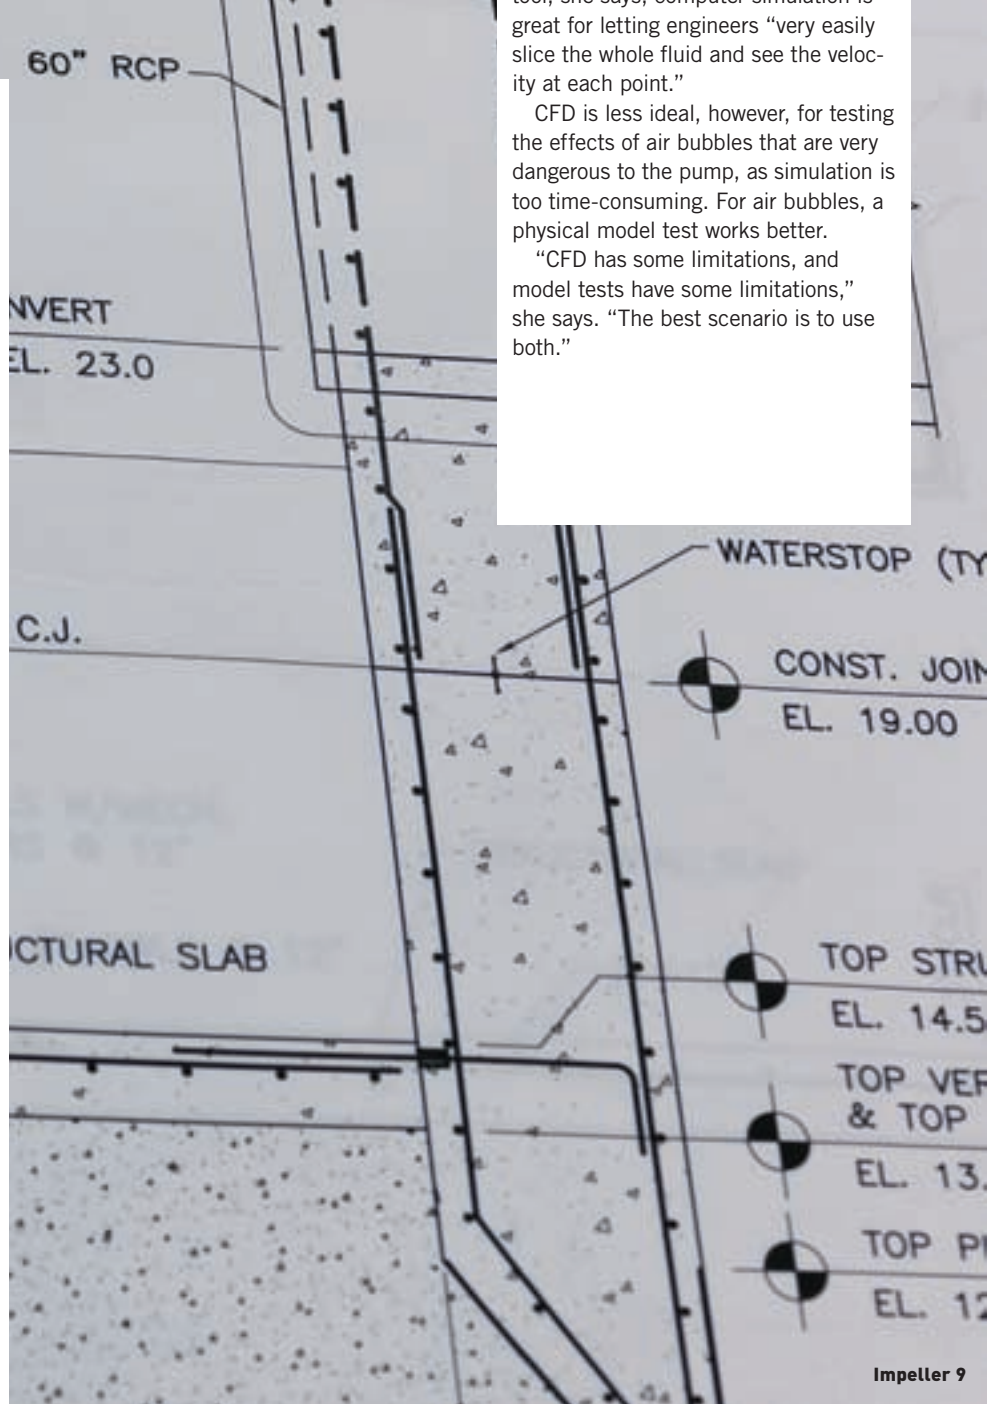 tool, she says, computer simulation is
great for letting engineers “very easily
slice the whole fluid and see the veloc-
ity at each point.”
CFD is less ideal, however, for testing
the effects of air bubbles that are very
dangerous to the pump, as simulation is
too time-consuming. For air bubbles, a
physical model test works better.
“CFD has some limitations, and
model tests have some limitations,”
she says. “The best scenario is to use
both.”
60" RCP
NVERT
EL. 23.0
C.J.
WATERSTOP (TY
CONST. JOIN
EL. 19.00
CTURAL SLAB
TOP STRU
EL. 14.5
TOP VER
& TOP
EL. 13.
TOP
EL. 12
Impeller 9